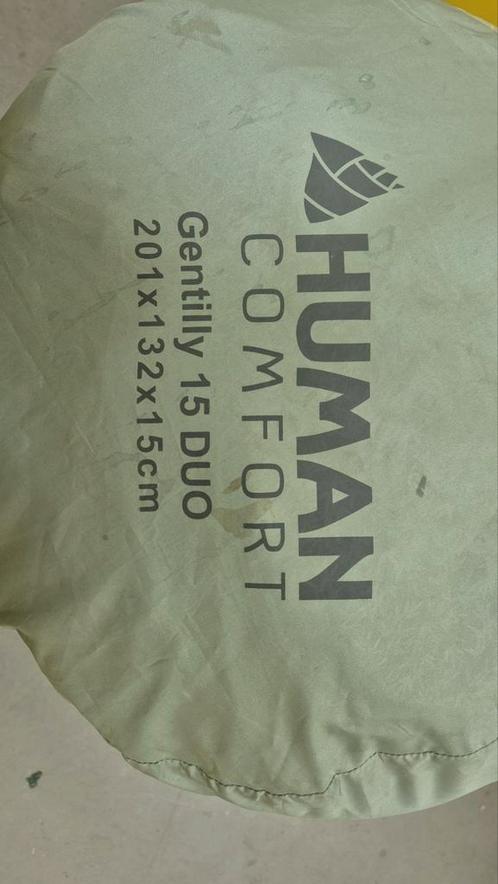 HUMAN
COMFORT
Gentilly 15 DUO
201x132x15cm